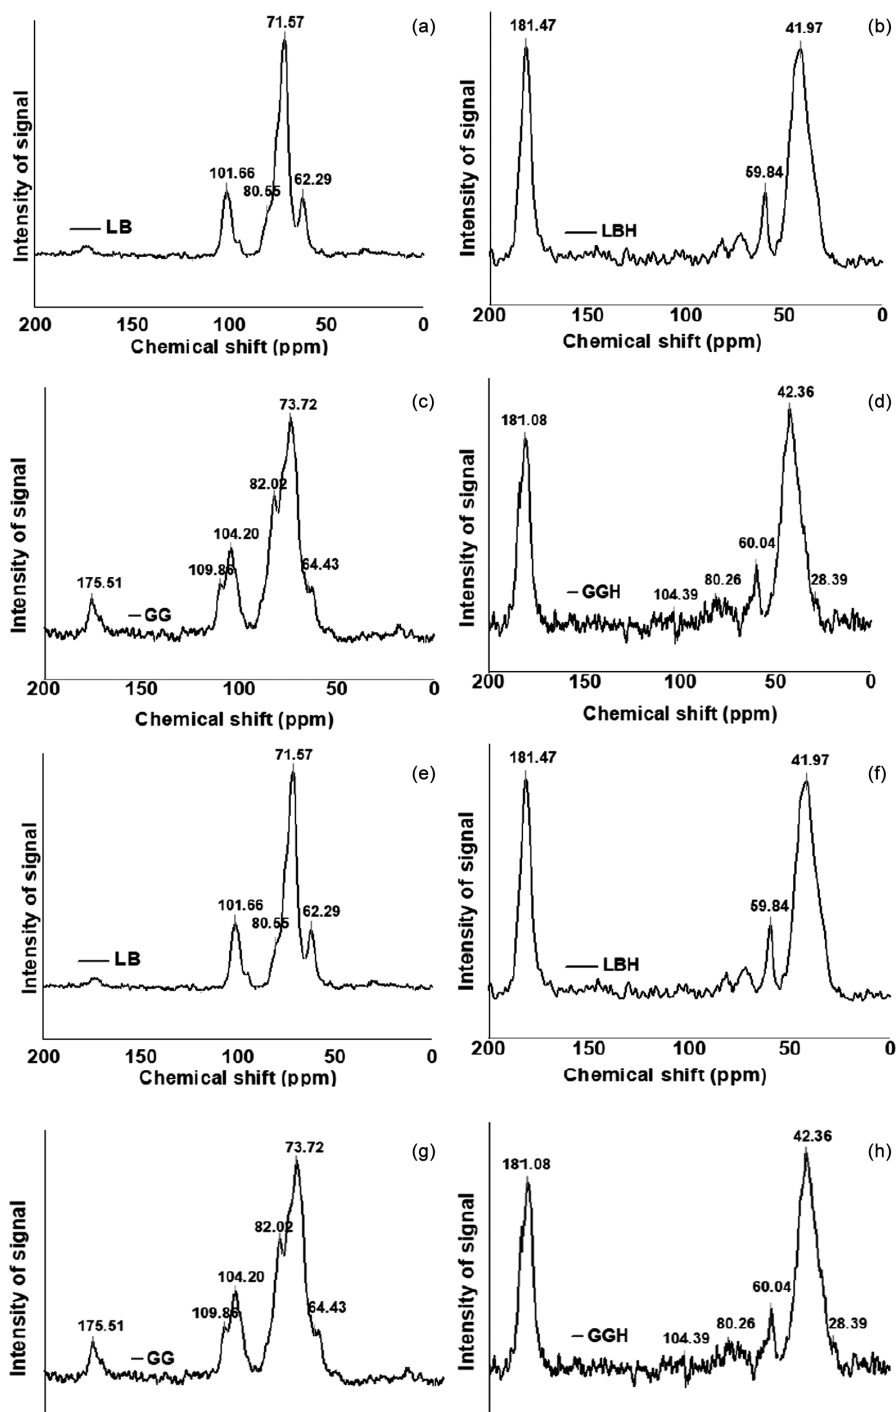 71.57
(a)
101.66
80.55
62.29
LB
Intensity of signal
200 150 100 50 0
Chemical shift (ppm)
181.47
41.97
(b)
59.84
LBH
Intensity of signal
200 150 100 50 0
Chemical shift (ppm)
73.72
(c)
82.02
104.20
109.86
64.43
175.51
GG
Intensity of signal
200 150 100 50 0
Chemical shift (ppm)
42.36
(d)
181.08
60.04
80.26
104.39
28.39
GGH
Intensity of signal
200 150 100 50 0
Chemical shift (ppm)
71.57
(e)
101.66
80.55
62.29
LB
Intensity of signal
200 150 100 50 0
Chemical shift (ppm)
181.47
41.97
(f)
59.84
LBH
Intensity of signal
200 150 100 50 0
Chemical shift (ppm)
73.72
(g)
82.02
104.20
109.86
64.43
175.51
GG
Intensity of signal
42.36
(h)
181.08
60.04
80.26
104.39
28.39
GGH
Intensity of signal